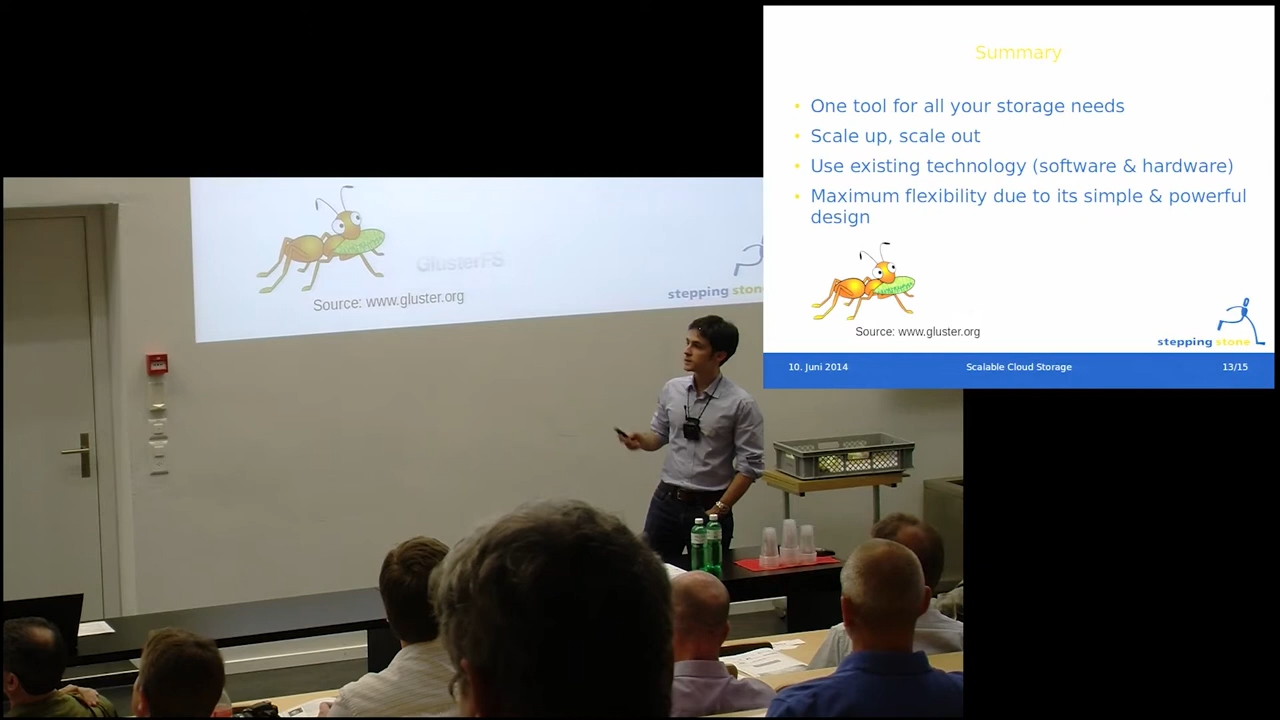 Summary
• One tool for all your storage needs
• Scale up, scale out
• Use existing technology (software & hardware)
• Maximum flexibility due to its simple & powerful
design
Source: www.gluster.org
stepping stone
10. Juni 2014
Scalable Cloud Storage
13/15
GlusterFS
Source: www.gluster.org
stepping ston